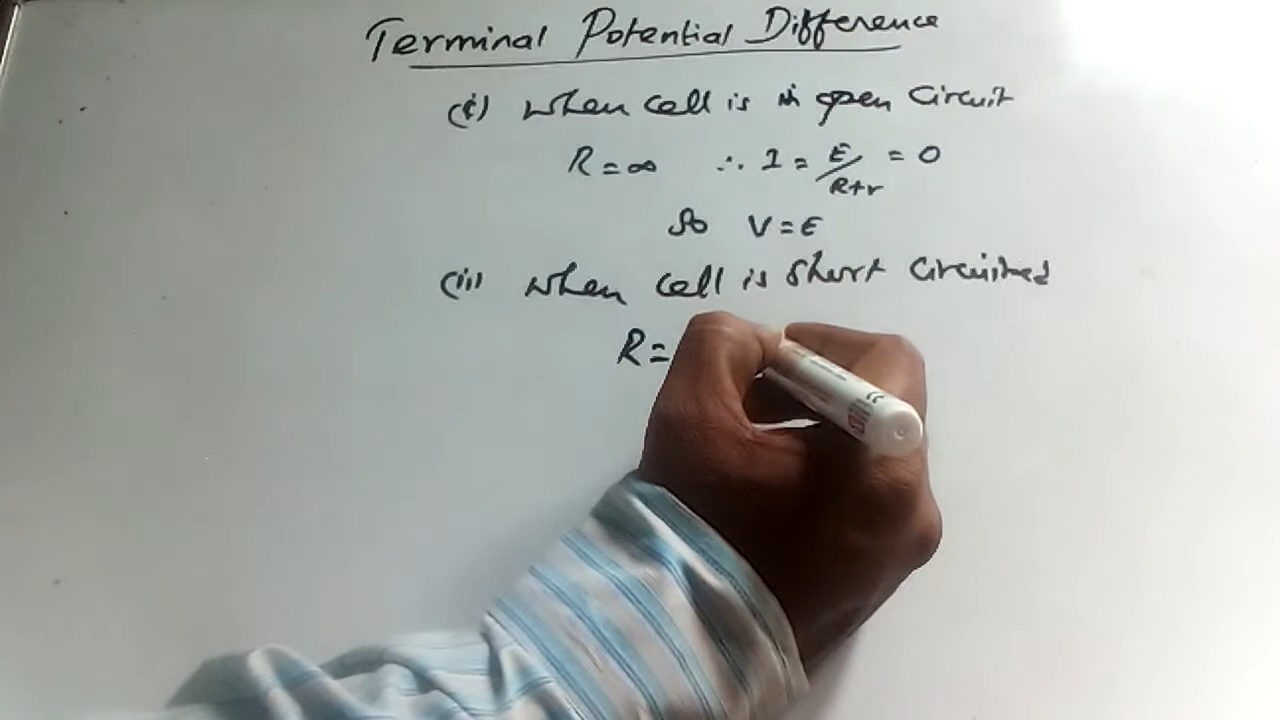 Terminal Potential Difference
(i) when cell is in open Circuit
R = ∞ ∴ I = E/R+r = 0
So V = E
(ii) when cell is short circuited
R =